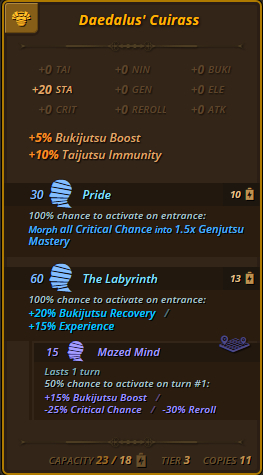 Daedalus' Cuirass
+0 TAI +0 NIN +0 BUKI
+20 STA +0 GEN +0 ELE
+0 CRIT +0 REROLL +0 ATK
+5% Bukijutsu Boost
+10% Taijutsu Immunity
30 Pride 10
100% chance to activate on entrance:
Morph all Critical Chance into 1.5x Genjutsu
Mastery
60 The Labyrinth 13
100% chance to activate on entrance:
+20% Bukijutsu Recovery /
+15% Experience
15 Mazed Mind
Lasts 1 turn
50% chance to activate on turn #1:
+15% Bukijutsu Boost /
-25% Critical Chance / -30% Reroll
CAPACITY 23 / 18 TIER 3 COPIES 11